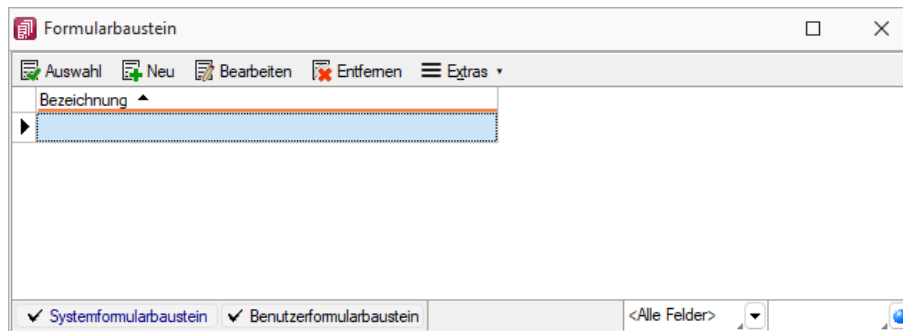 Formularbaustein
Auswahl Neu Bearbeiten Entfernen Extras
Bezeichnung
Systemformularbaustein Benutzerformularbaustein <Alle Felder>